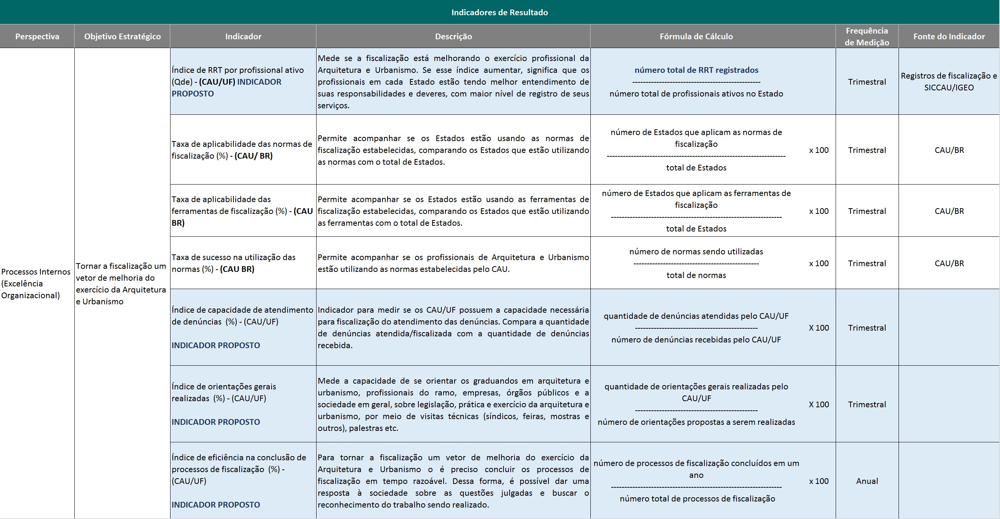 Indicadores de Resultado
Perspectiva
Objetivo Estratégico
Indicador
Descrição
Fórmula de Cálculo
Frequência
de Medição
Fonte do Indicador
Processos Internos
(Excelência
Organizacional)
Tornar a fiscalização um
vetor de melhoria do
exercício da Arquitetura
e Urbanismo
Índice de RRT por profissional ativo
(Qde) - (CAU/UF) INDICADOR
PROPOSTO
Mede se a fiscalização está melhorando o exercício profissional da
Arquitetura e Urbanismo. Se esse índice aumentar, significa que os
profissionais em cada Estado estão tendo melhor entendimento de
suas responsabilidades e deveres, com maior nível de registro de seus
serviços.
número total de RRT registrados
------------------------------------------------
número total de profissionais ativos no Estado
Trimestral
Registros de fiscalização e
SICCAU/IGEO
Taxa de aplicabilidade das normas de
fiscalização (%) - (CAU/ BR)
Permite acompanhar se os Estados estão usando as normas de
fiscalização estabelecidas, comparando os Estados que estão utilizando
as normas com o total de Estados.
número de Estados que aplicam as normas de
fiscalização
-------------------------------------------------------------------
total de Estados
x 100
Trimestral
CAU/BR
Taxa de aplicabilidade das
ferramentas de fiscalização (%) - (CAU
BR)
Permite acompanhar se os Estados estão usando as ferramentas de
fiscalização estabelecidas, comparando os Estados que estão utilizando
as ferramentas com o total de Estados.
número de Estados que aplicam as ferramentas de
fiscalização
----------------------------------------------------------------
total de Estados
x 100
Trimestral
CAU/BR
Taxa de sucesso na utilização das
normas (%) - (CAU BR)
Permite acompanhar se os profissionais de Arquitetura e Urbanismo
estão utilizando as normas estabelecidas pelo CAU.
número de normas sendo utilizadas
-----------------------------------------------
total de normas
x 100
Trimestral
CAU/BR
Índice de capacidade de atendimento
de denúncias (%) - (CAU/UF)
INDICADOR PROPOSTO
Indicador para medir se os CAU/UF possuem a capacidade necessária
para fiscalização do atendimento das denúncias. Compara a quantidade
de denúncias atendida/fiscalizada com a quantidade de denúncias
recebida.
quantidade de denúncias atendidas pelo CAU/UF
----------------------------------------------
número de denúncias recebidas pelo CAU/UF
X 100
Trimestral
Índice de orientações gerais
realizadas (%) - (CAU/UF)
INDICADOR PROPOSTO
Mede a capacidade de se orientar os graduandos em arquitetura e
urbanismo, profissionais do ramo, empresas, órgãos públicos e a
sociedade em geral, sobre legislação, prática e exercício da arquitetura e
urbanismo, por meio de visitas técnicas (síndicos, feiras, mostras e
outros), palestras etc.
quantidade de orientações gerais realizadas pelo
CAU/UF
----------------------------------------------
número de orientações propostas a serem realizadas
X 100
Trimestral
Índice de eficiência na conclusão de
processos de fiscalização (%) -
(CAU/UF)
INDICADOR PROPOSTO
Para tornar a fiscalização um vetor de melhoria do exercício da
Arquitetura e Urbanismo o é preciso concluir os processos de
fiscalização em tempo razoável. Dessa forma, é possível dar uma
resposta à sociedade sobre as questões julgadas e buscar o
reconhecimento do trabalho sendo realizado.
número de processos de fiscalização concluídos em um
ano
----------------------------------------------------------------
número total de processos de fiscalização
x 100
Anual